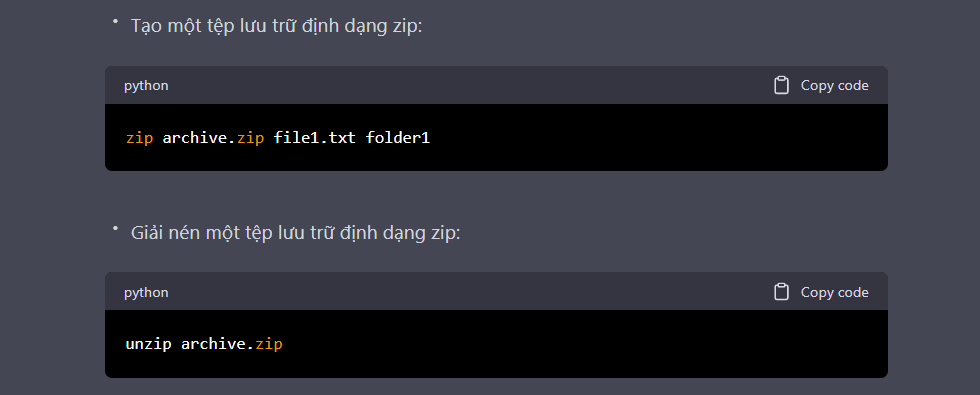 • Tạo một tệp lưu trữ định dạng zip:
python Copy code
zip archive.zip file1.txt folder1
• Giải nén một tệp lưu trữ định dạng zip:
python Copy code
unzip archive.zip